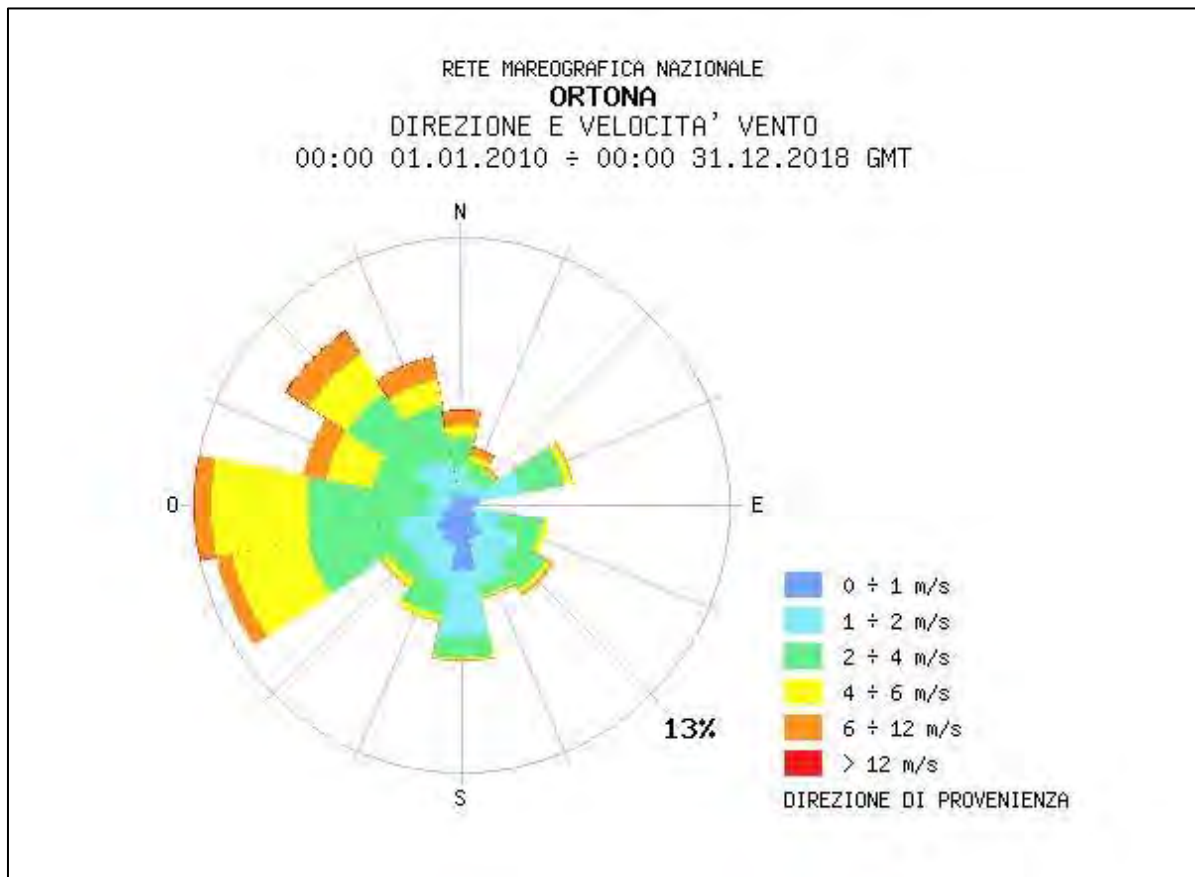 RETE MAREOGRAFICA NAZIONALE
ORTONA
DIREZIONE E VELOCITA' VENTO
00:00 01.01.2010 ÷ 00:00 31.12.2018 GMT
N
O
E
S
13%
0 ÷ 1 m/s
1 ÷ 2 m/s
2 ÷ 4 m/s
4 ÷ 6 m/s
6 ÷ 12 m/s
> 12 m/s
DIREZIONE DI PROVENIENZA